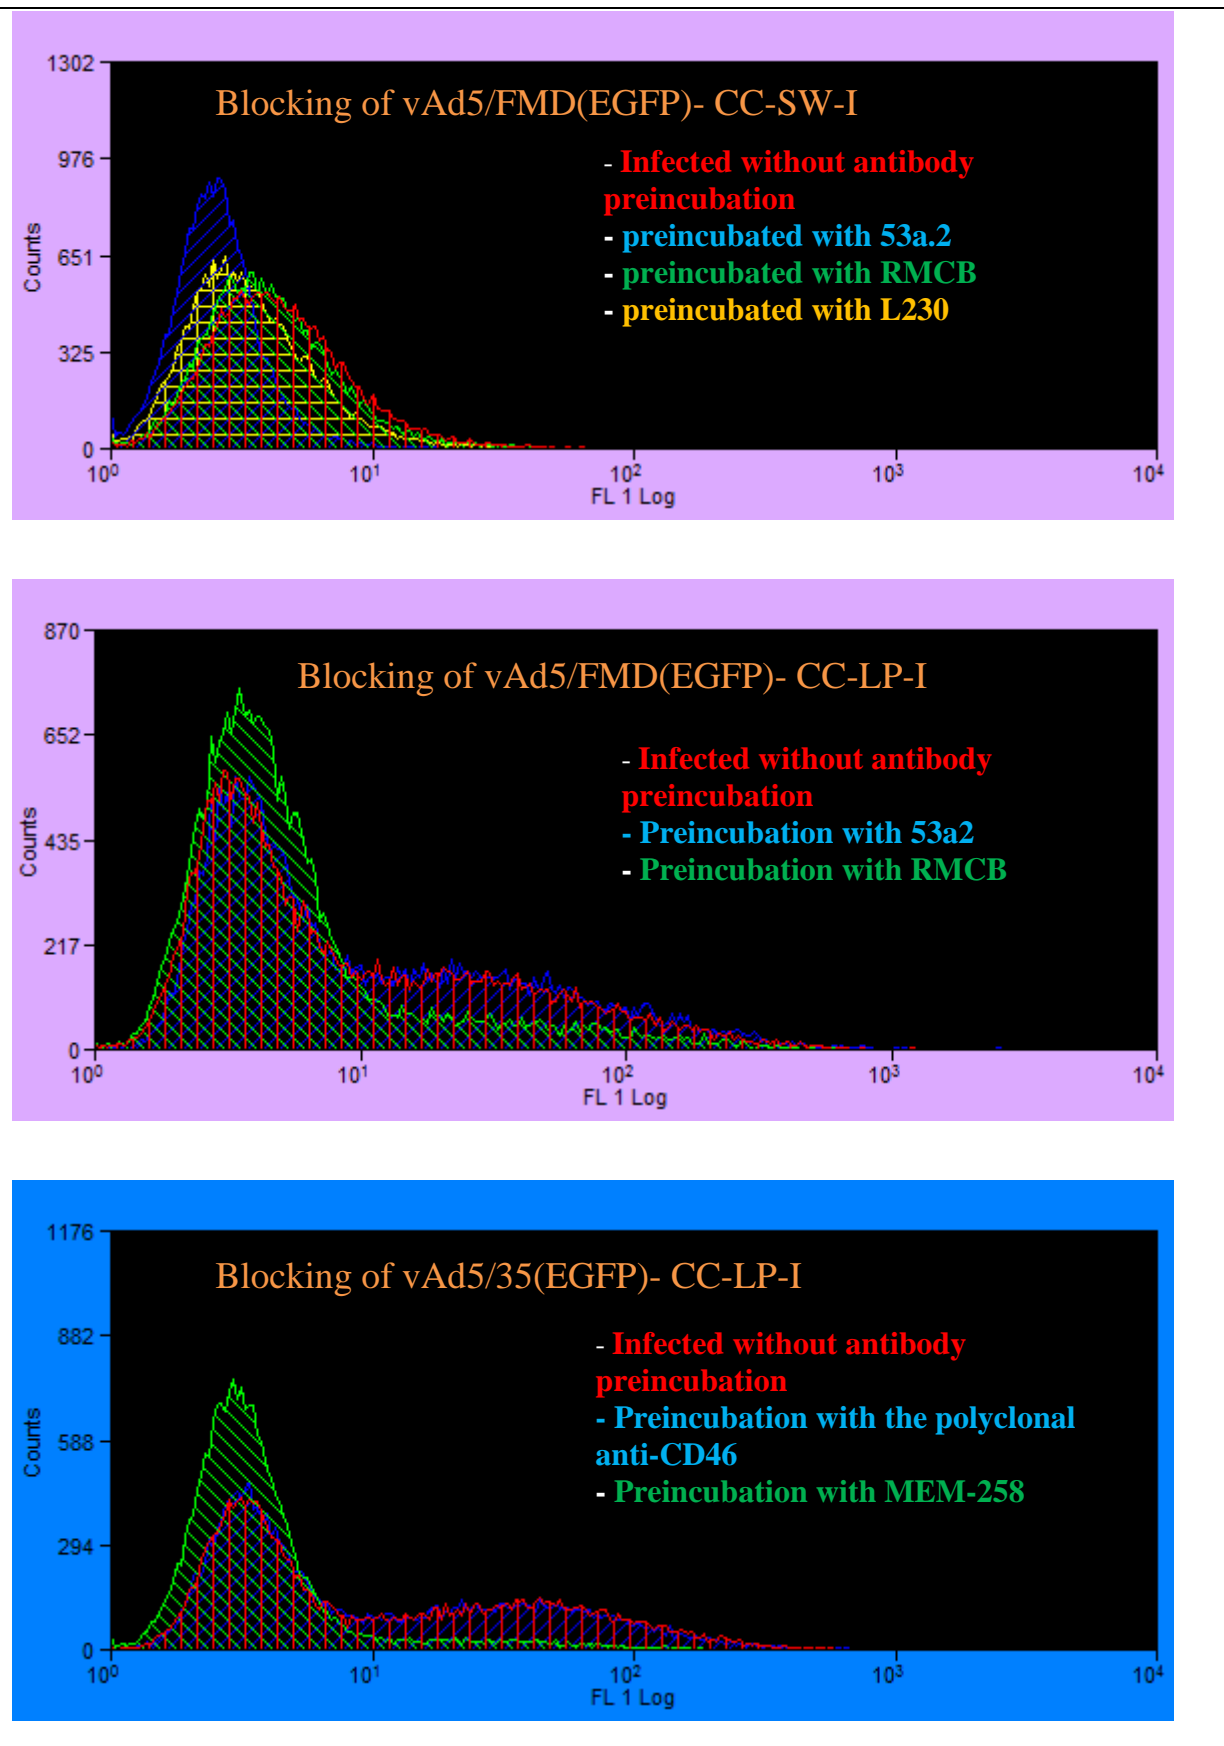 1302
Blocking of vAd5/FMD(EGFP)- CC-SW-I
976
- Infected without antibody
preincubation
- preincubated with 53a.2
651
- preincubated with RMCB
- preincubated with L230
325
0
Counts
10⁰ 10¹ 10² 10³ 10⁴
FL 1 Log
870
Blocking of vAd5/FMD(EGFP)- CC-LP-I
652
- Infected without antibody
preincubation
- Preincubation with 53a2
435
- Preincubation with RMCB
217
0
Counts
10⁰ 10¹ 10² 10³ 10⁴
FL 1 Log
1176
Blocking of vAd5/35(EGFP)- CC-LP-I
882
- Infected without antibody
preincubation
- Preincubation with the polyclonal
588
anti-CD46
- Preincubation with MEM-258
294
0
Counts
10⁰ 10¹ 10² 10³ 10⁴
FL 1 Log